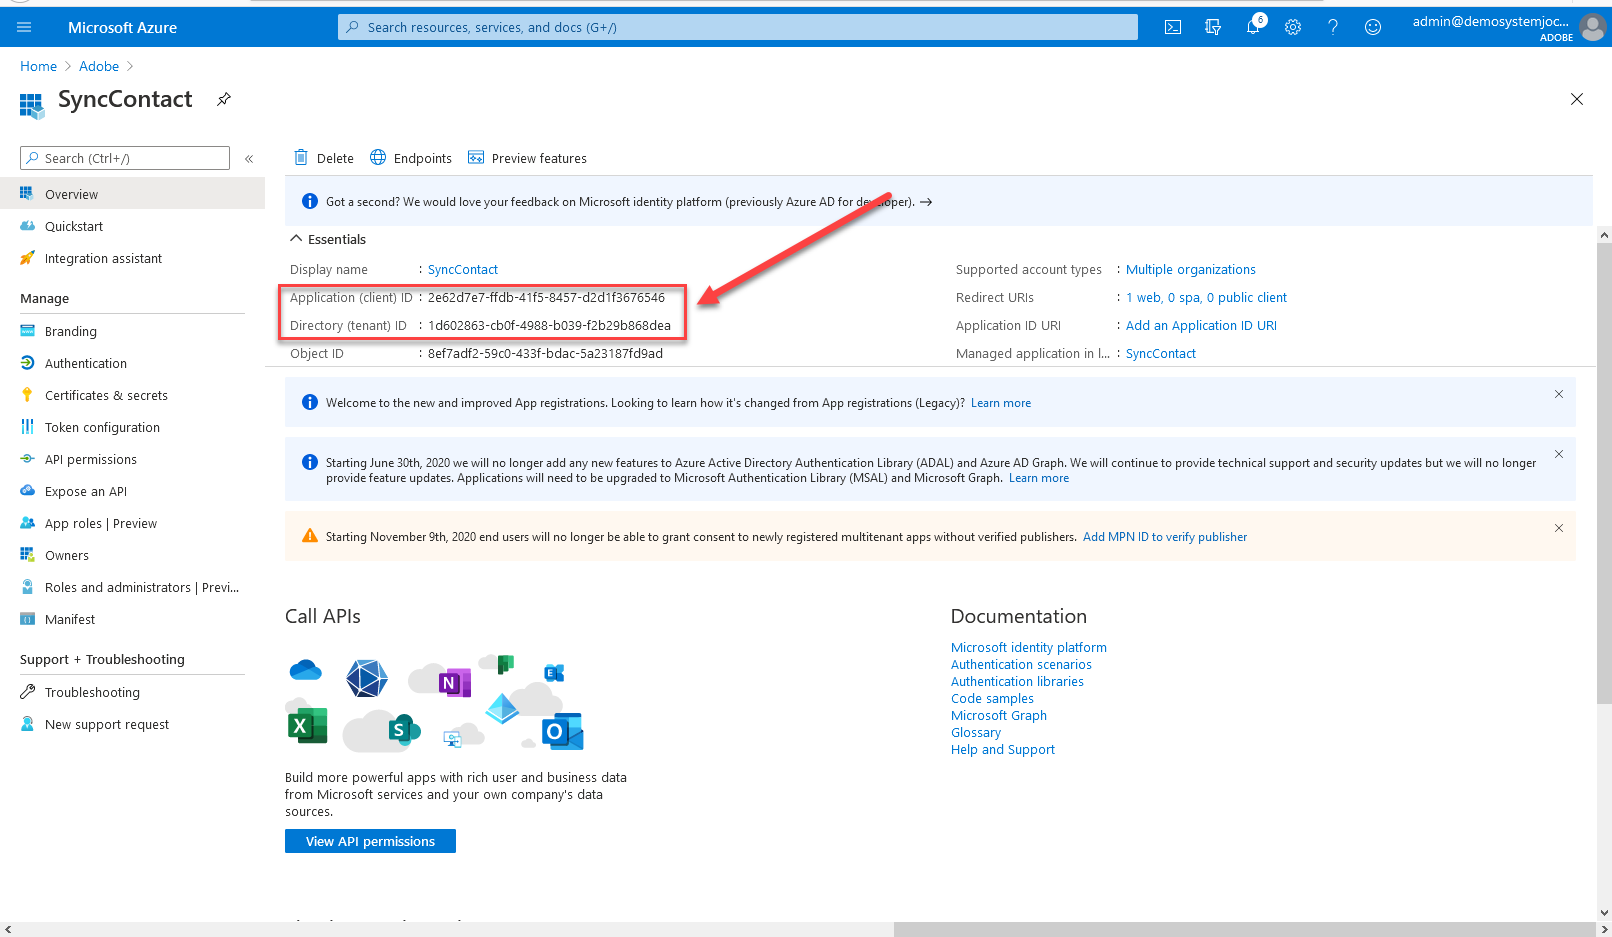 Microsoft Azure
Search resources, services, and docs (G+/)
6
admin@demosystemjoc...
ADOBE
Home > Adobe >
SyncContact
Search (Ctrl+/)
«
Delete
Endpoints
Preview features
Overview
Quickstart
Integration assistant
Manage
Branding
Authentication
Certificates & secrets
Token configuration
API permissions
Expose an API
App roles | Preview
Owners
Roles and administrators | Previ...
Manifest
Support + Troubleshooting
Troubleshooting
New support request
Got a second? We would love your feedback on Microsoft identity platform (previously Azure AD for developer). →
Essentials
Display name : SyncContact
Application (client) ID : 2e62d7e7-ffdb-41f5-8457-d2d1f3676546
Directory (tenant) ID : 1d602863-cb0f-4988-b039-f2b29b868dea
Object ID : 8ef7adf2-59c0-433f-bdac-5a23187fd9ad
Supported account types : Multiple organizations
Redirect URIs : 1 web, 0 spa, 0 public client
Application ID URI : Add an Application ID URI
Managed application in l... : SyncContact
Welcome to the new and improved App registrations. Looking to learn how it's changed from App registrations (Legacy)? Learn more
Starting June 30th, 2020 we will no longer add any new features to Azure Active Directory Authentication Library (ADAL) and Azure AD Graph. We will continue to provide technical support and security updates but we will no longer
provide feature updates. Applications will need to be upgraded to Microsoft Authentication Library (MSAL) and Microsoft Graph. Learn more
Starting November 9th, 2020 end users will no longer be able to grant consent to newly registered multitenant apps without verified publishers. Add MPN ID to verify publisher
Call APIs
N
E
X
S
O
Build more powerful apps with rich user and business data
from Microsoft services and your own company's data
sources.
View API permissions
Documentation
Microsoft identity platform
Authentication scenarios
Authentication libraries
Code samples
Microsoft Graph
Glossary
Help and Support